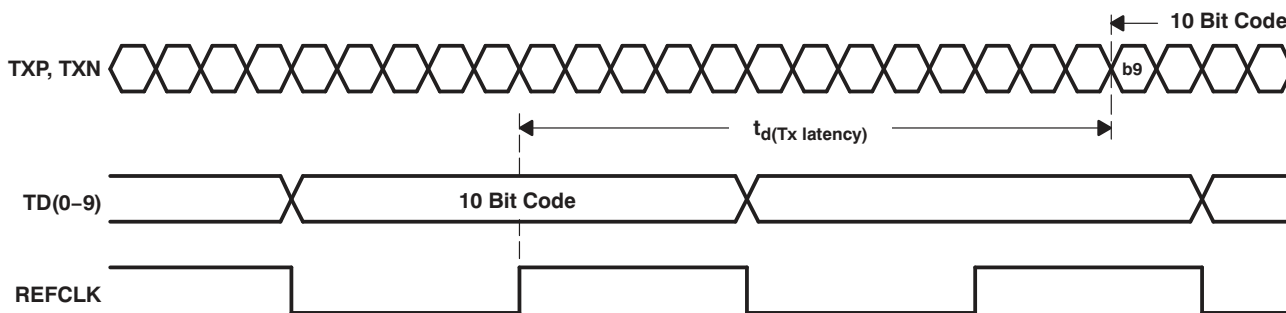 10 Bit Code
TXP, TXN
b9
td(Tx latency)
TD(0−9)
10 Bit Code
REFCLK